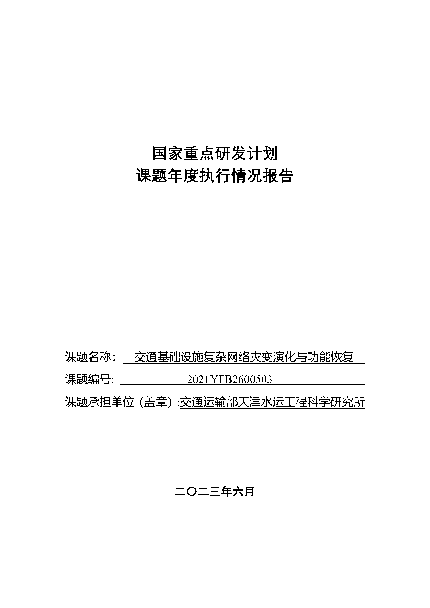 国家重点研发计划
课题年度执行情况报告
课题名称： 交通基础设施复杂网络灾变演化与功能恢复
课题编号: 2021YFB2600503
课题承担单位（盖章）:交通运输部天津水运工程科学研究所
二〇二三年六月